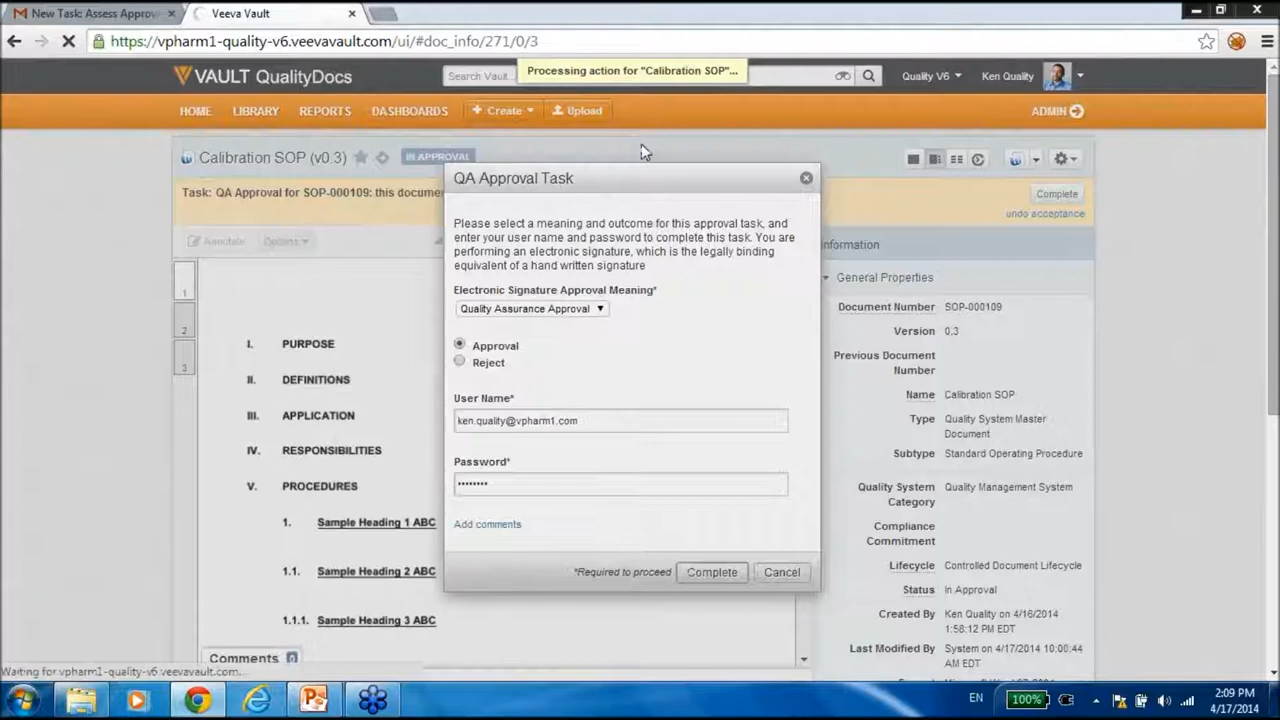 New Task: Assess Approv
Veeva Vault
https://vpharm1-quality-v6.veevavault.com/ui/#doc_info/271/0/3
VAULT QualityDocs
Search Vault
Processing action for "Calibration SOP"...
Quality V6
Ken Quality
HOME
LIBRARY
REPORTS
DASHBOARDS
+ Create
Upload
ADMIN
Calibration SOP (v0.3)
IN APPROVAL
Task: QA Approval for SOP-000109: this documen
Complete
undo acceptance
Annotate
Options
QA Approval Task
Please select a meaning and outcome for this approval task, and
enter your user name and password to complete this task. You are
performing an electronic signature, which is the legally binding
equivalent of a hand written signature
Electronic Signature Approval Meaning*
Quality Assurance Approval
Approval
Reject
User Name*
ken.quality@vpharm1.com
Password*
••••••••
Add comments
*Required to proceed
Complete
Cancel
1
2
3
I. PURPOSE
II. DEFINITIONS
III. APPLICATION
IV. RESPONSIBILITIES
V. PROCEDURES
1. Sample Heading 1 ABC
1.1. Sample Heading 2 ABC
1.1.1. Sample Heading 3 ABC
Comments 0
Information
General Properties
Document Number SOP-000109
Version 0.3
Previous Document
Number
Name Calibration SOP
Type Quality System Master
Document
Subtype Standard Operating Procedure
Quality System Quality Management System
Category
Compliance
Commitment
Lifecycle Controlled Document Lifecycle
Status In Approval
Created By Ken Quality on 4/16/2014
1:58:12 PM EDT
Last Modified By System on 4/17/2014 10:00:44
AM EDT
Waiting for vpharm1-quality-v6.veevavault.com...
EN
100%
2:09 PM
4/17/2014